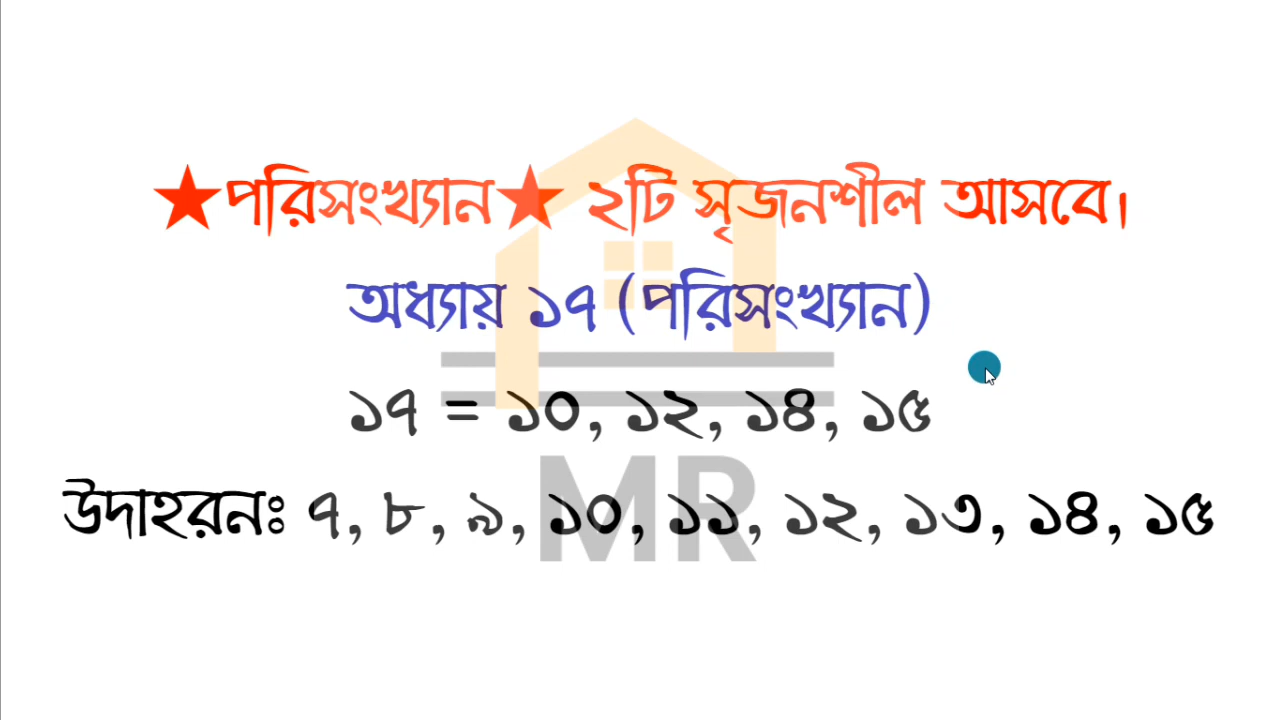 ★পরিসংখ্যান★ ২টি সৃজনশীল আসবে।
অধ্যায় ১৭ (পরিসংখ্যান)
১৭ = ১০, ১২, ১৪, ১৫
উদাহরনঃ ৭, ৮, ৯, ১০, ১১, ১২, ১৩, ১৪, ১৫
MR